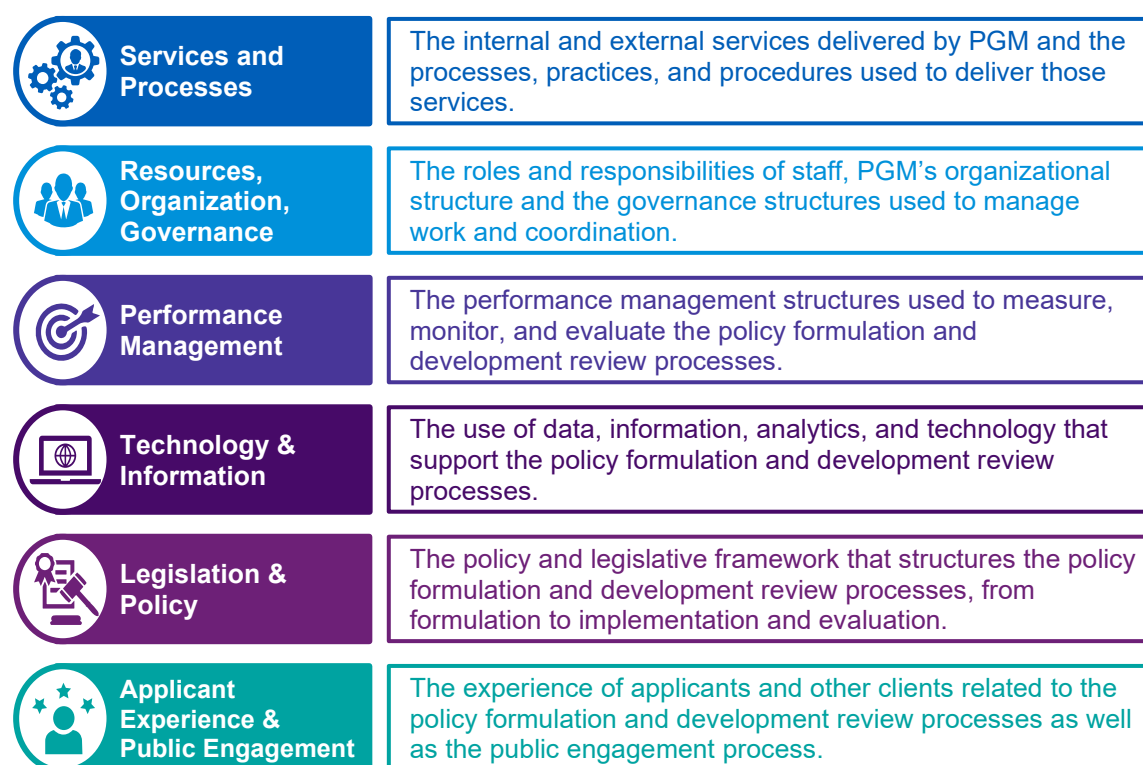 Services and
Processes
The internal and external services delivered by PGM and the
processes, practices, and procedures used to deliver those
services.
Resources,
Organization,
Governance
The roles and responsibilities of staff, PGM’s organizational
structure and the governance structures used to manage
work and coordination.
Performance
Management
The performance management structures used to measure,
monitor, and evaluate the policy formulation and
development review processes.
Technology &
Information
The use of data, information, analytics, and technology that
support the policy formulation and development review
processes.
Legislation &
Policy
The policy and legislative framework that structures the policy
formulation and development review processes, from
formulation to implementation and evaluation.
Applicant
Experience &
Public Engagement
The experience of applicants and other clients related to the
policy formulation and development review processes as well
as the public engagement process.